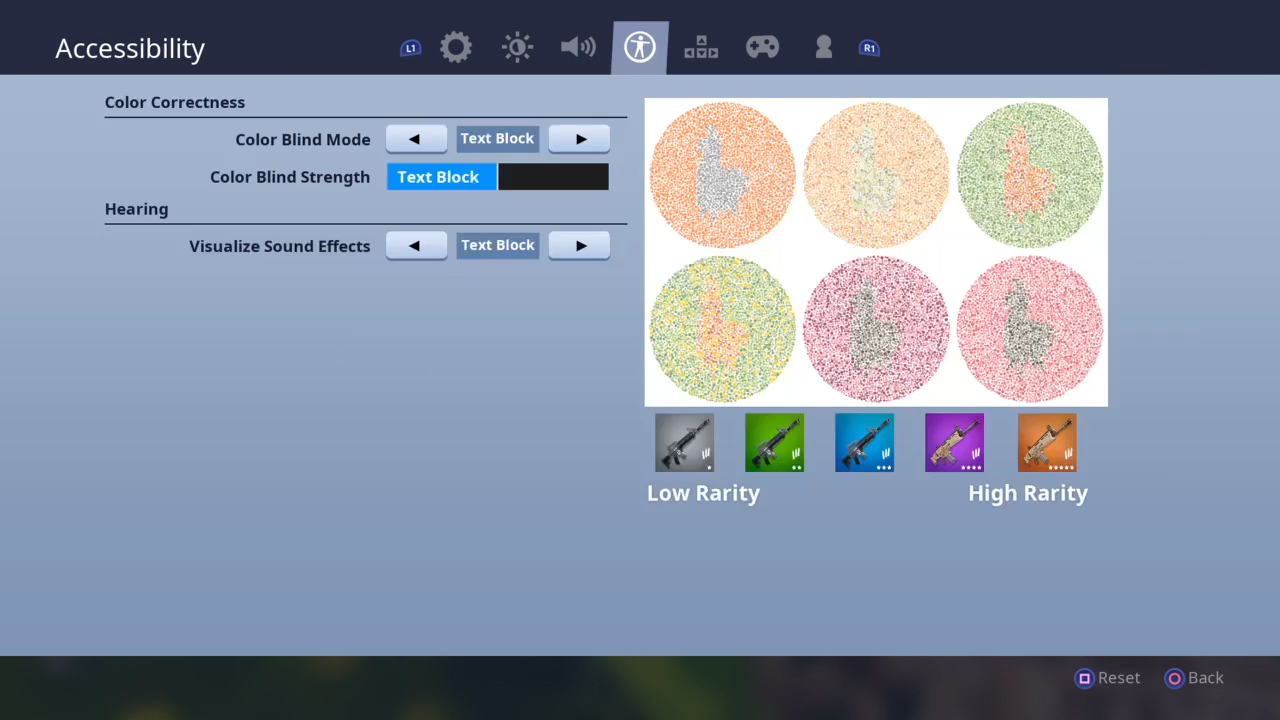 Accessibility
L1
R1
Color Correctness
Color Blind Mode
Text Block
Color Blind Strength
Text Block
Hearing
Visualize Sound Effects
Text Block
Low Rarity
High Rarity
Reset
Back